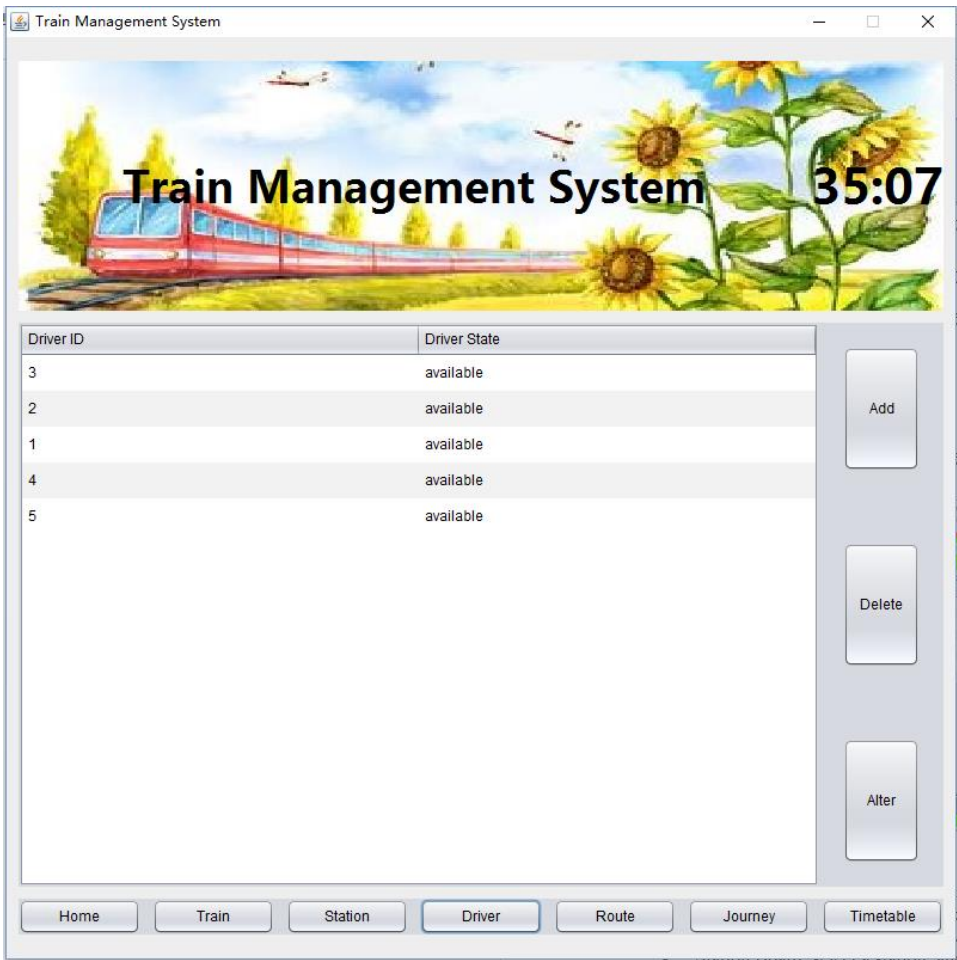 Train Management System
Train Management System 35:07
Driver ID Driver State
3 available
2 available
1 available
4 available
5 available
Add
Delete
Alter
Home Train Station Driver Route Journey Timetable